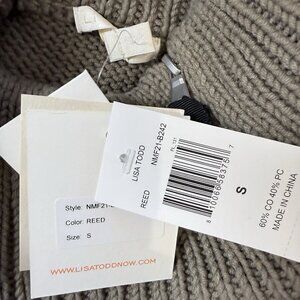 Style: NMF21-
Color: REED
Size: S
WWW.LISATODDNOW.COM
LISA TODD
NMF21-B242
REED
S
60% CO 40% PC
MADE IN CHINA